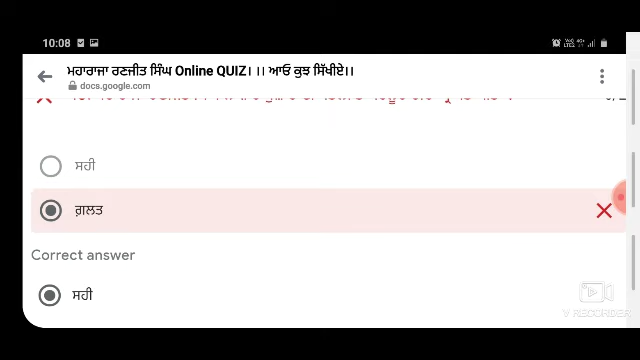 10:08
ਮਹਾਰਾਜਾ ਰਣਜੀਤ ਸਿੰਘ Online QUIZ। ।। ਆਓ ਕੁਝ ਸਿੱਖੀਏ।।
docs.google.com
ਸਹੀ
ਗ਼ਲਤ
Correct answer
ਸਹੀ
V RECORDER